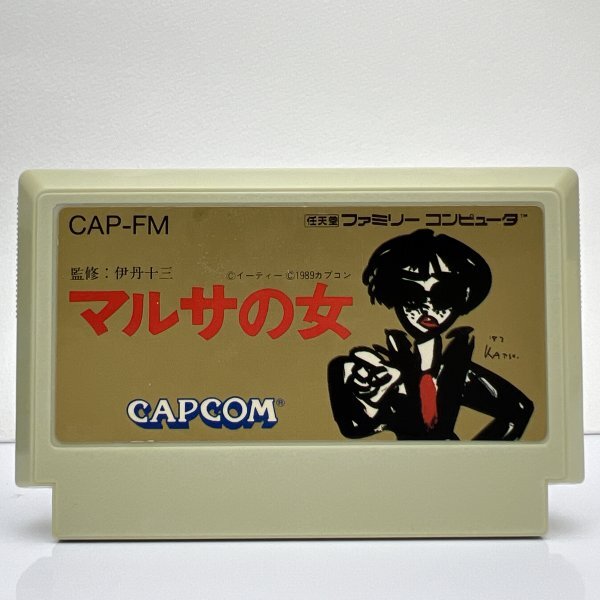 CAP-FM
任天堂 ファミリー コンピュータ™
監修：伊丹十三
©イーティー ©1989カプコン
マルサの女
'87
KATSU.
CAPCOM®